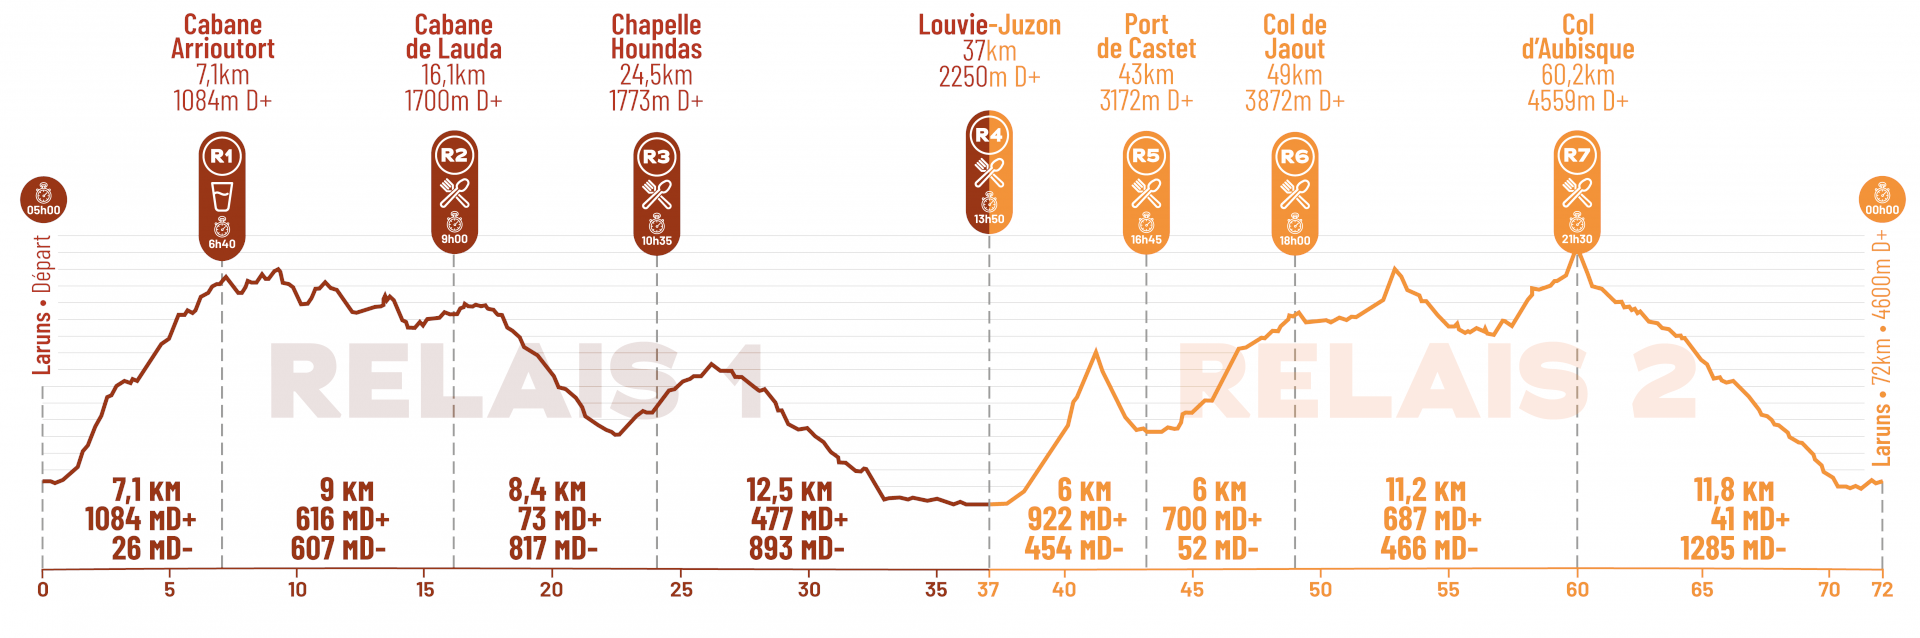 Cabane
Arrioutort
7,1km
1084m D+
R1
6h40
Cabane
de Lauda
16,1km
1700m D+
R2
9h00
Chapelle
Houndas
24,5km
1773m D+
R3
10h35
Louvie-Juzon
37km
2250m D+
R4
13h50
Port
de Castet
43km
3172m D+
R5
16h45
Col de
Jaout
49km
3872m D+
R6
18h00
Col
d'Aubisque
60,2km
4559m D+
R7
21h30
05h00
Laruns • Départ
00h00
Laruns • 72km • 4600m D+
RELAIS 1
RELAIS 2
7,1 KM
1084 MD+
26 MD-
9 KM
616 MD+
607 MD-
8,4 KM
73 MD+
817 MD-
12,5 KM
477 MD+
893 MD-
6 KM
922 MD+
454 MD-
6 KM
700 MD+
52 MD-
11,2 KM
687 MD+
466 MD-
11,8 KM
41 MD+
1285 MD-
0 5 10 15 20 25 30 35 37 40 45 50 55 60 65 70 72